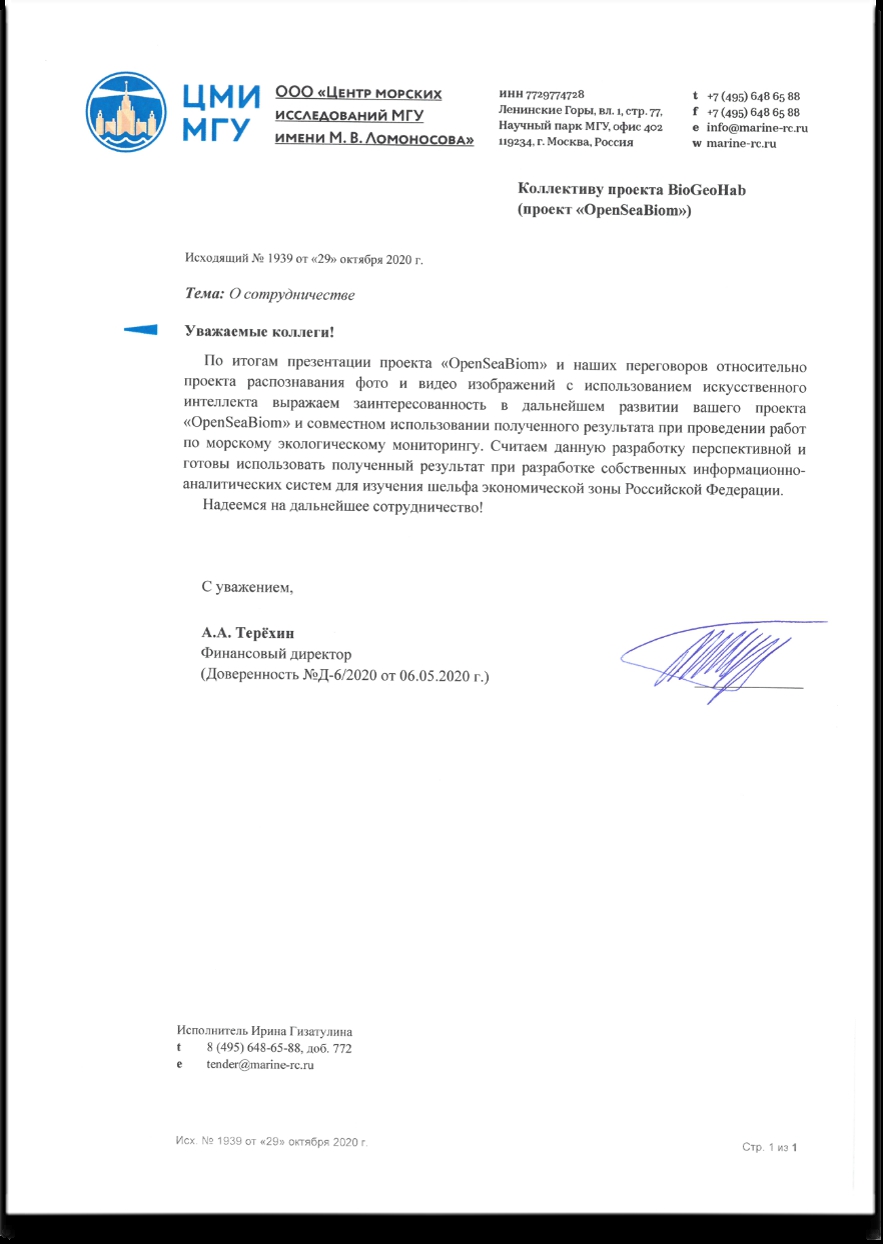 ЦМИ
МГУ
ООО «Центр морских
исследований МГУ
имени М. В. Ломоносова»
инн 7729774728
Ленинские Горы, вл. 1, стр. 77,
Научный парк МГУ, офис 402
119234, г. Москва, Россия
t +7 (495) 648 65 88
f +7 (495) 648 65 88
e info@marine-rc.ru
w marine-rc.ru
Коллективу проекта BioGeoHab
(проект «OpenSeaBiom»)
Исходящий № 1939 от «29» октября 2020 г.
Тема: О сотрудничестве
Уважаемые коллеги!
По итогам презентации проекта «OpenSeaBiom» и наших переговоров относительно
проекта распознавания фото и видео изображений с использованием искусственного
интеллекта выражаем заинтересованность в дальнейшем развитии вашего проекта
«OpenSeaBiom» и совместном использовании полученного результата при проведении работ
по морскому экологическому мониторингу. Считаем данную разработку перспективной и
готовы использовать полученный результат при разработке собственных информационно-
аналитических систем для изучения шельфа экономической зоны Российской Федерации.
Надеемся на дальнейшее сотрудничество!
С уважением,
А.А. Терёхин
Финансовый директор
(Доверенность №Д-6/2020 от 06.05.2020 г.)
Исполнитель Ирина Гизатулина
t 8 (495) 648-65-88, доб. 772
e tender@marine-rc.ru
Исх. № 1939 от «29» октября 2020 г.
Стр. 1 из 1